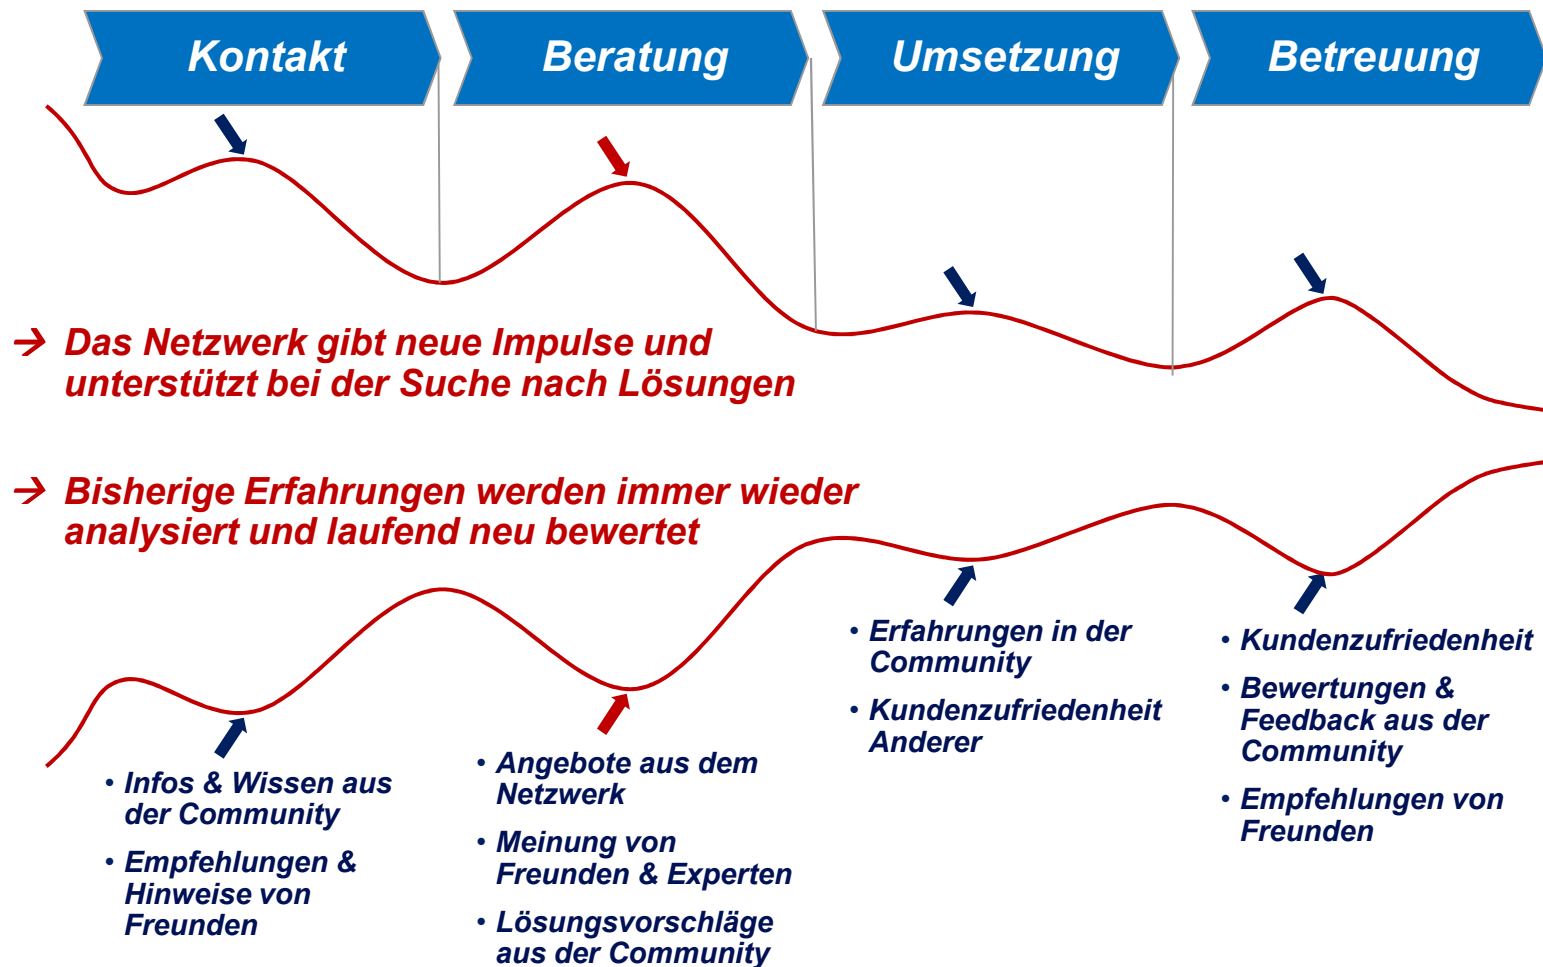 Kontakt
Beratung
Umsetzung
Betreuung
→ Das Netzwerk gibt neue Impulse und
unterstützt bei der Suche nach Lösungen
→ Bisherige Erfahrungen werden immer wieder
analysiert und laufend neu bewertet
• Infos & Wissen aus
der Community
• Empfehlungen &
Hinweise von
Freunden
• Angebote aus dem
Netzwerk
• Meinung von
Freunden & Experten
• Lösungsvorschläge
aus der Community
• Erfahrungen in der
Community
• Kundenzufriedenheit
Anderer
• Kundenzufriedenheit
• Bewertungen &
Feedback aus der
Community
• Empfehlungen von
Freunden